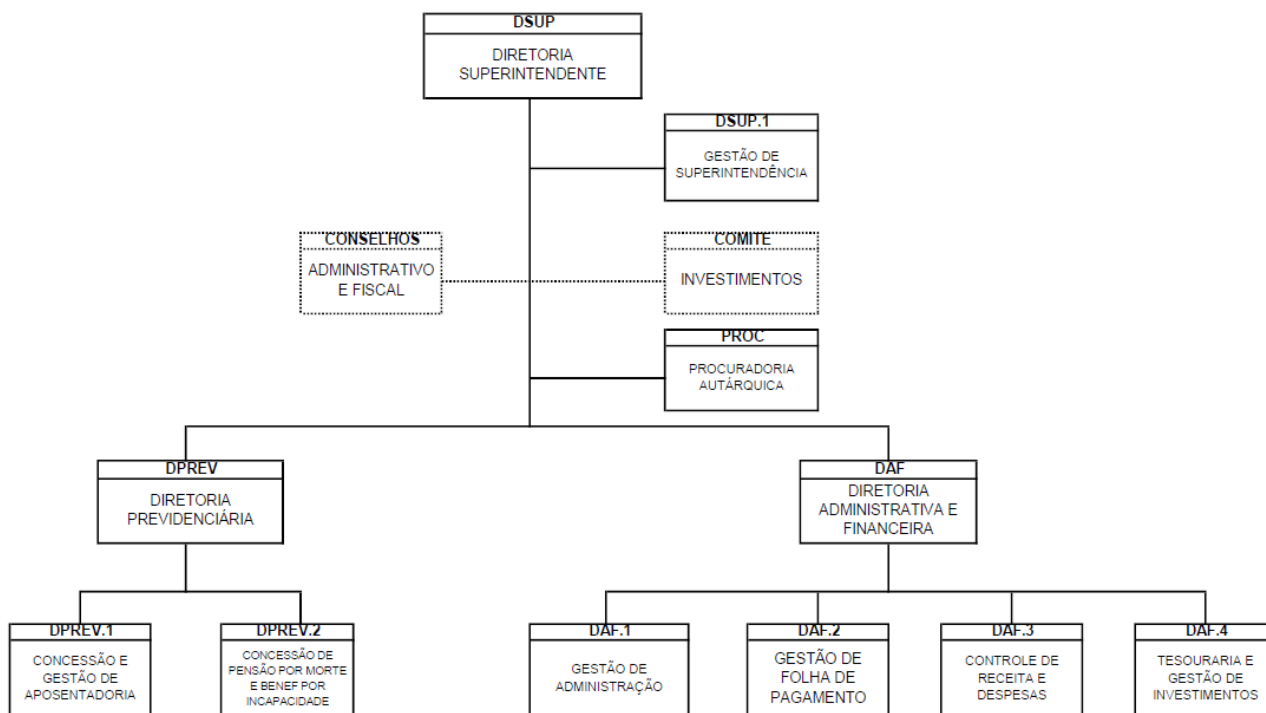 DSUP
DIRETORIA
SUPERINTENDENTE
DSUP.1
GESTÃO DE
SUPERINTENDÊNCIA
CONSELHOS
ADMINISTRATIVO
E FISCAL
COMITE
INVESTIMENTOS
PROC
PROCURADORIA
AUTÁRQUICA
DPREV
DIRETORIA
PREVIDENCIÁRIA
DAF
DIRETORIA
ADMINISTRATIVA E
FINANCEIRA
DPREV.1
CONCESSÃO E
GESTÃO DE
APOSENTADORIA
DPREV.2
CONCESSÃO DE
PENSÃO POR MORTE
E BENEF POR
INCAPACIDADE
DAF.1
GESTÃO DE
ADMINISTRAÇÃO
DAF.2
GESTÃO DE
FOLHA DE
PAGAMENTO
DAF.3
CONTROLE DE
RECEITA E
DESPESAS
DAF.4
TESOURARIA E
GESTÃO DE
INVESTIMENTOS